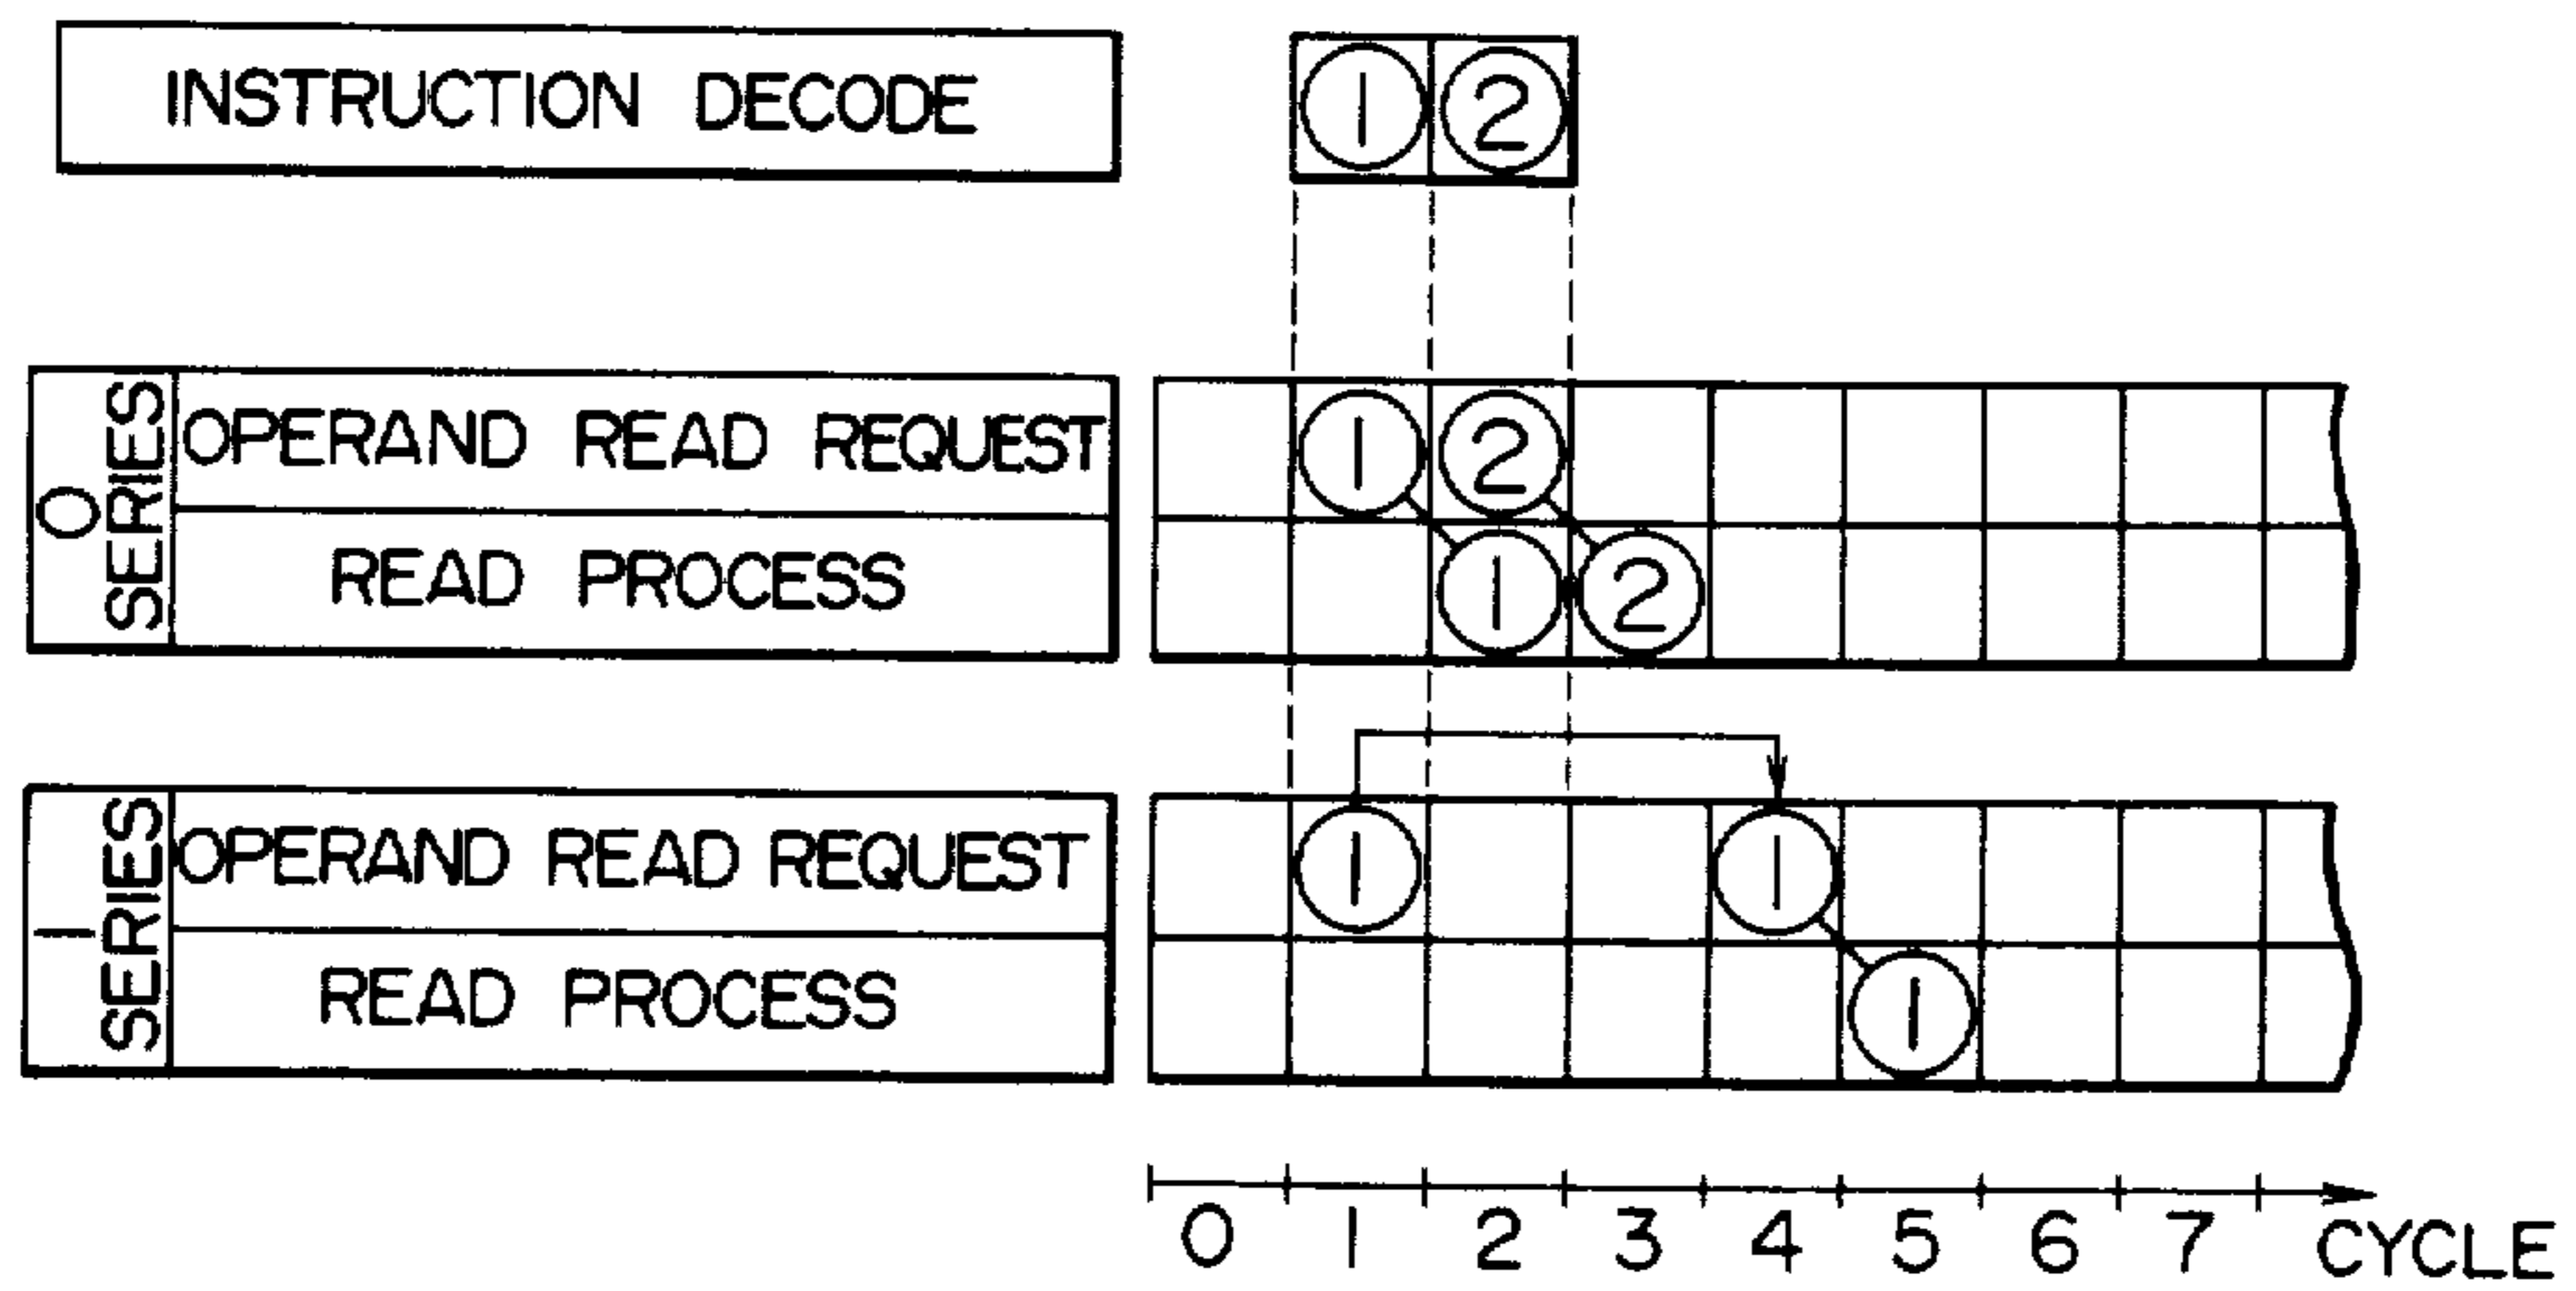 INSTRUCTION DECODE ① ②
0 SERIES
OPERAND READ REQUEST ① ②
READ PROCESS ① ②
1 SERIES
OPERAND READ REQUEST ① ①
READ PROCESS ①
0 1 2 3 4 5 6 7 CYCLE